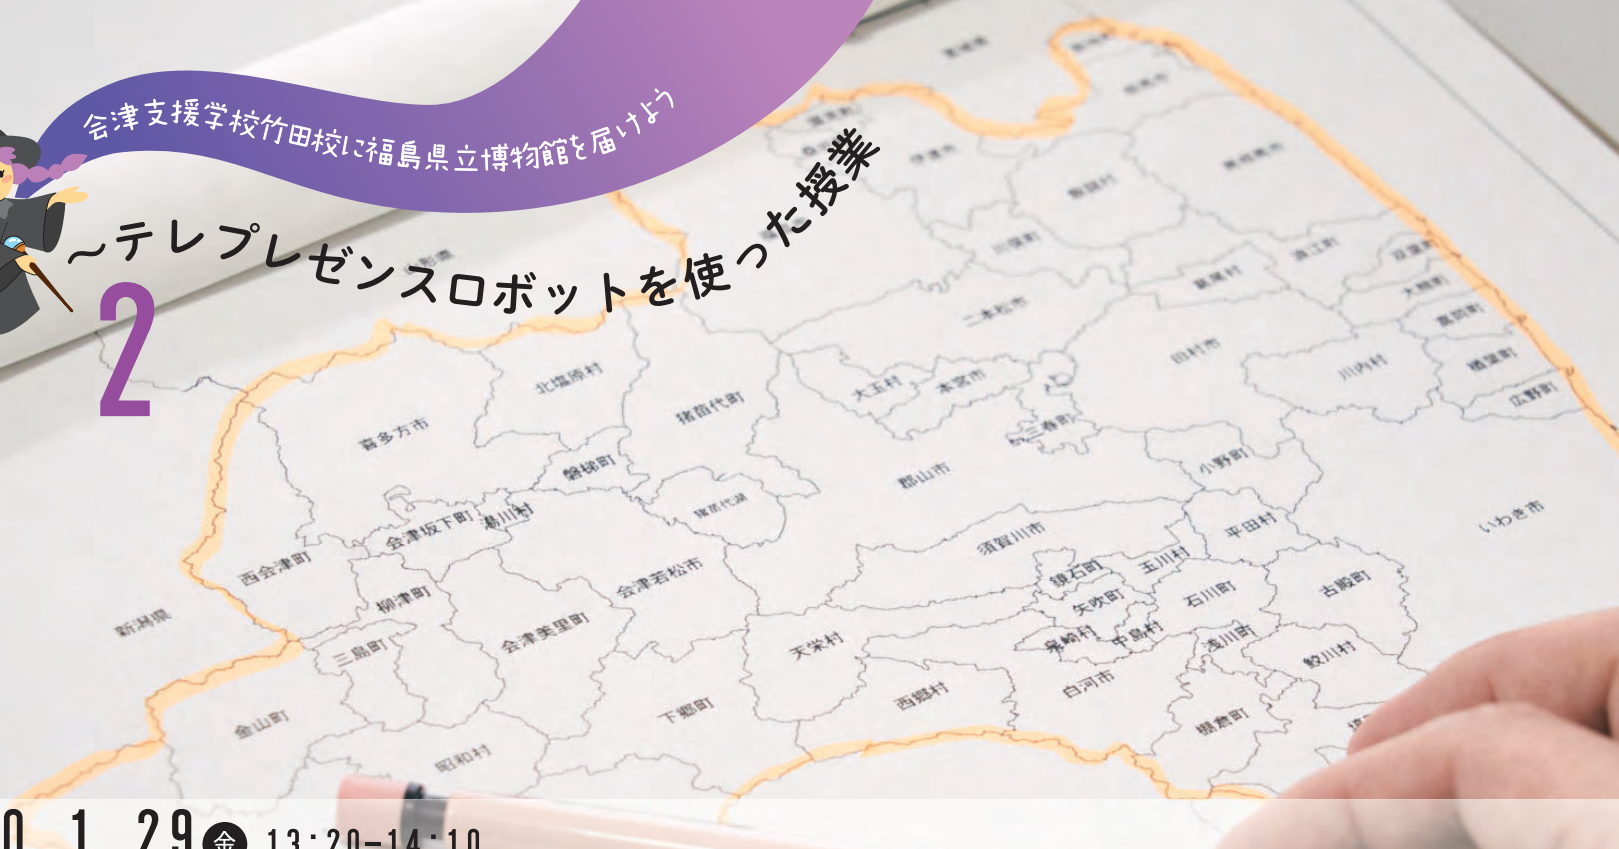 会津支援学校竹田校に福島県立博物館を届けよう
～テレプレゼンスロボットを使った授業
2
喜多方市
北塩原村
猪苗代町
磐梯町
猪苗代湖
会津坂下町
湯川村
西会津町
柳津町
会津若松市
会津美里町
三島町
金山町
昭和村
下郷町
新潟県
二本松市
大玉村
本宮市
三春町
郡山市
田村市
小野町
須賀川市
鏡石町
玉川村
平田村
矢吹町
石川町
古殿町
泉崎村
中島村
浅川町
鮫川村
天栄村
西郷村
白河市
棚倉町
いわき市
川俣町
飯舘村
南相馬市
伊達市
相馬市
葛尾村
浪江町
双葉町
大熊町
富岡町
川内村
楢葉町
広野町
0 1 29 金 13:20–14:10